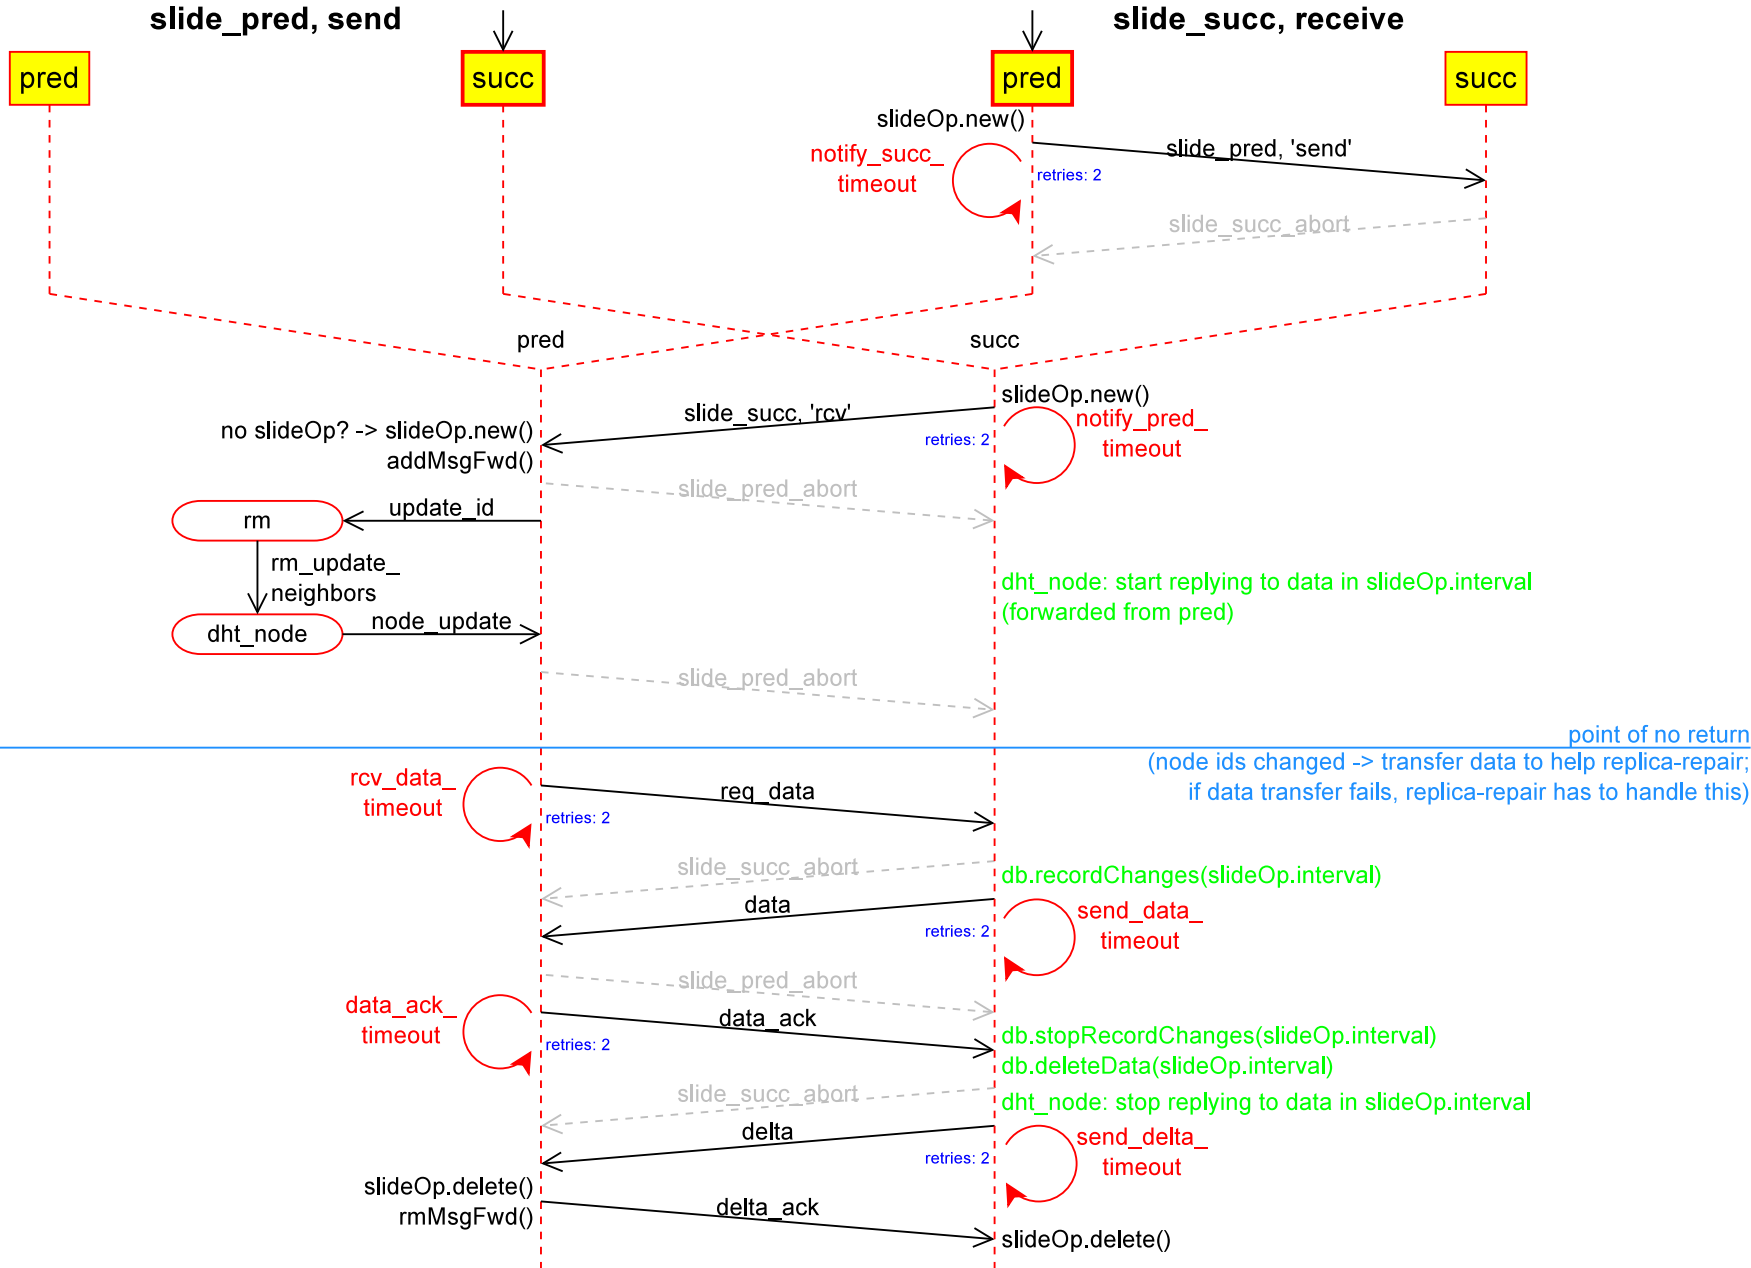 slide_pred, send
slide_succ, receive
pred
succ
pred
succ
slideOp.new()
notify_succ_
timeout
slide_pred, 'send'
retries: 2
slide_succ_abort
pred
succ
slideOp.new()
slide_succ, 'rcv'
notify_pred_
timeout
retries: 2
no slideOp? -> slideOp.new()
addMsgFwd()
slide_pred_abort
update_id
rm
rm_update_
neighbors
dht_node: start replying to data in slideOp.interval
(forwarded from pred)
node_update
dht_node
slide_pred_abort
point of no return
(node ids changed -> transfer data to help replica-repair;
if data transfer fails, replica-repair has to handle this)
rcv_data_
timeout
req_data
retries: 2
slide_succ_abort
db.recordChanges(slideOp.interval)
data
send_data_
timeout
retries: 2
slide_pred_abort
data_ack_
timeout
data_ack
retries: 2
db.stopRecordChanges(slideOp.interval)
db.deleteData(slideOp.interval)
slide_succ_abort
dht_node: stop replying to data in slideOp.interval
delta
send_delta_
timeout
retries: 2
slideOp.delete()
rmMsgFwd()
delta_ack
slideOp.delete()